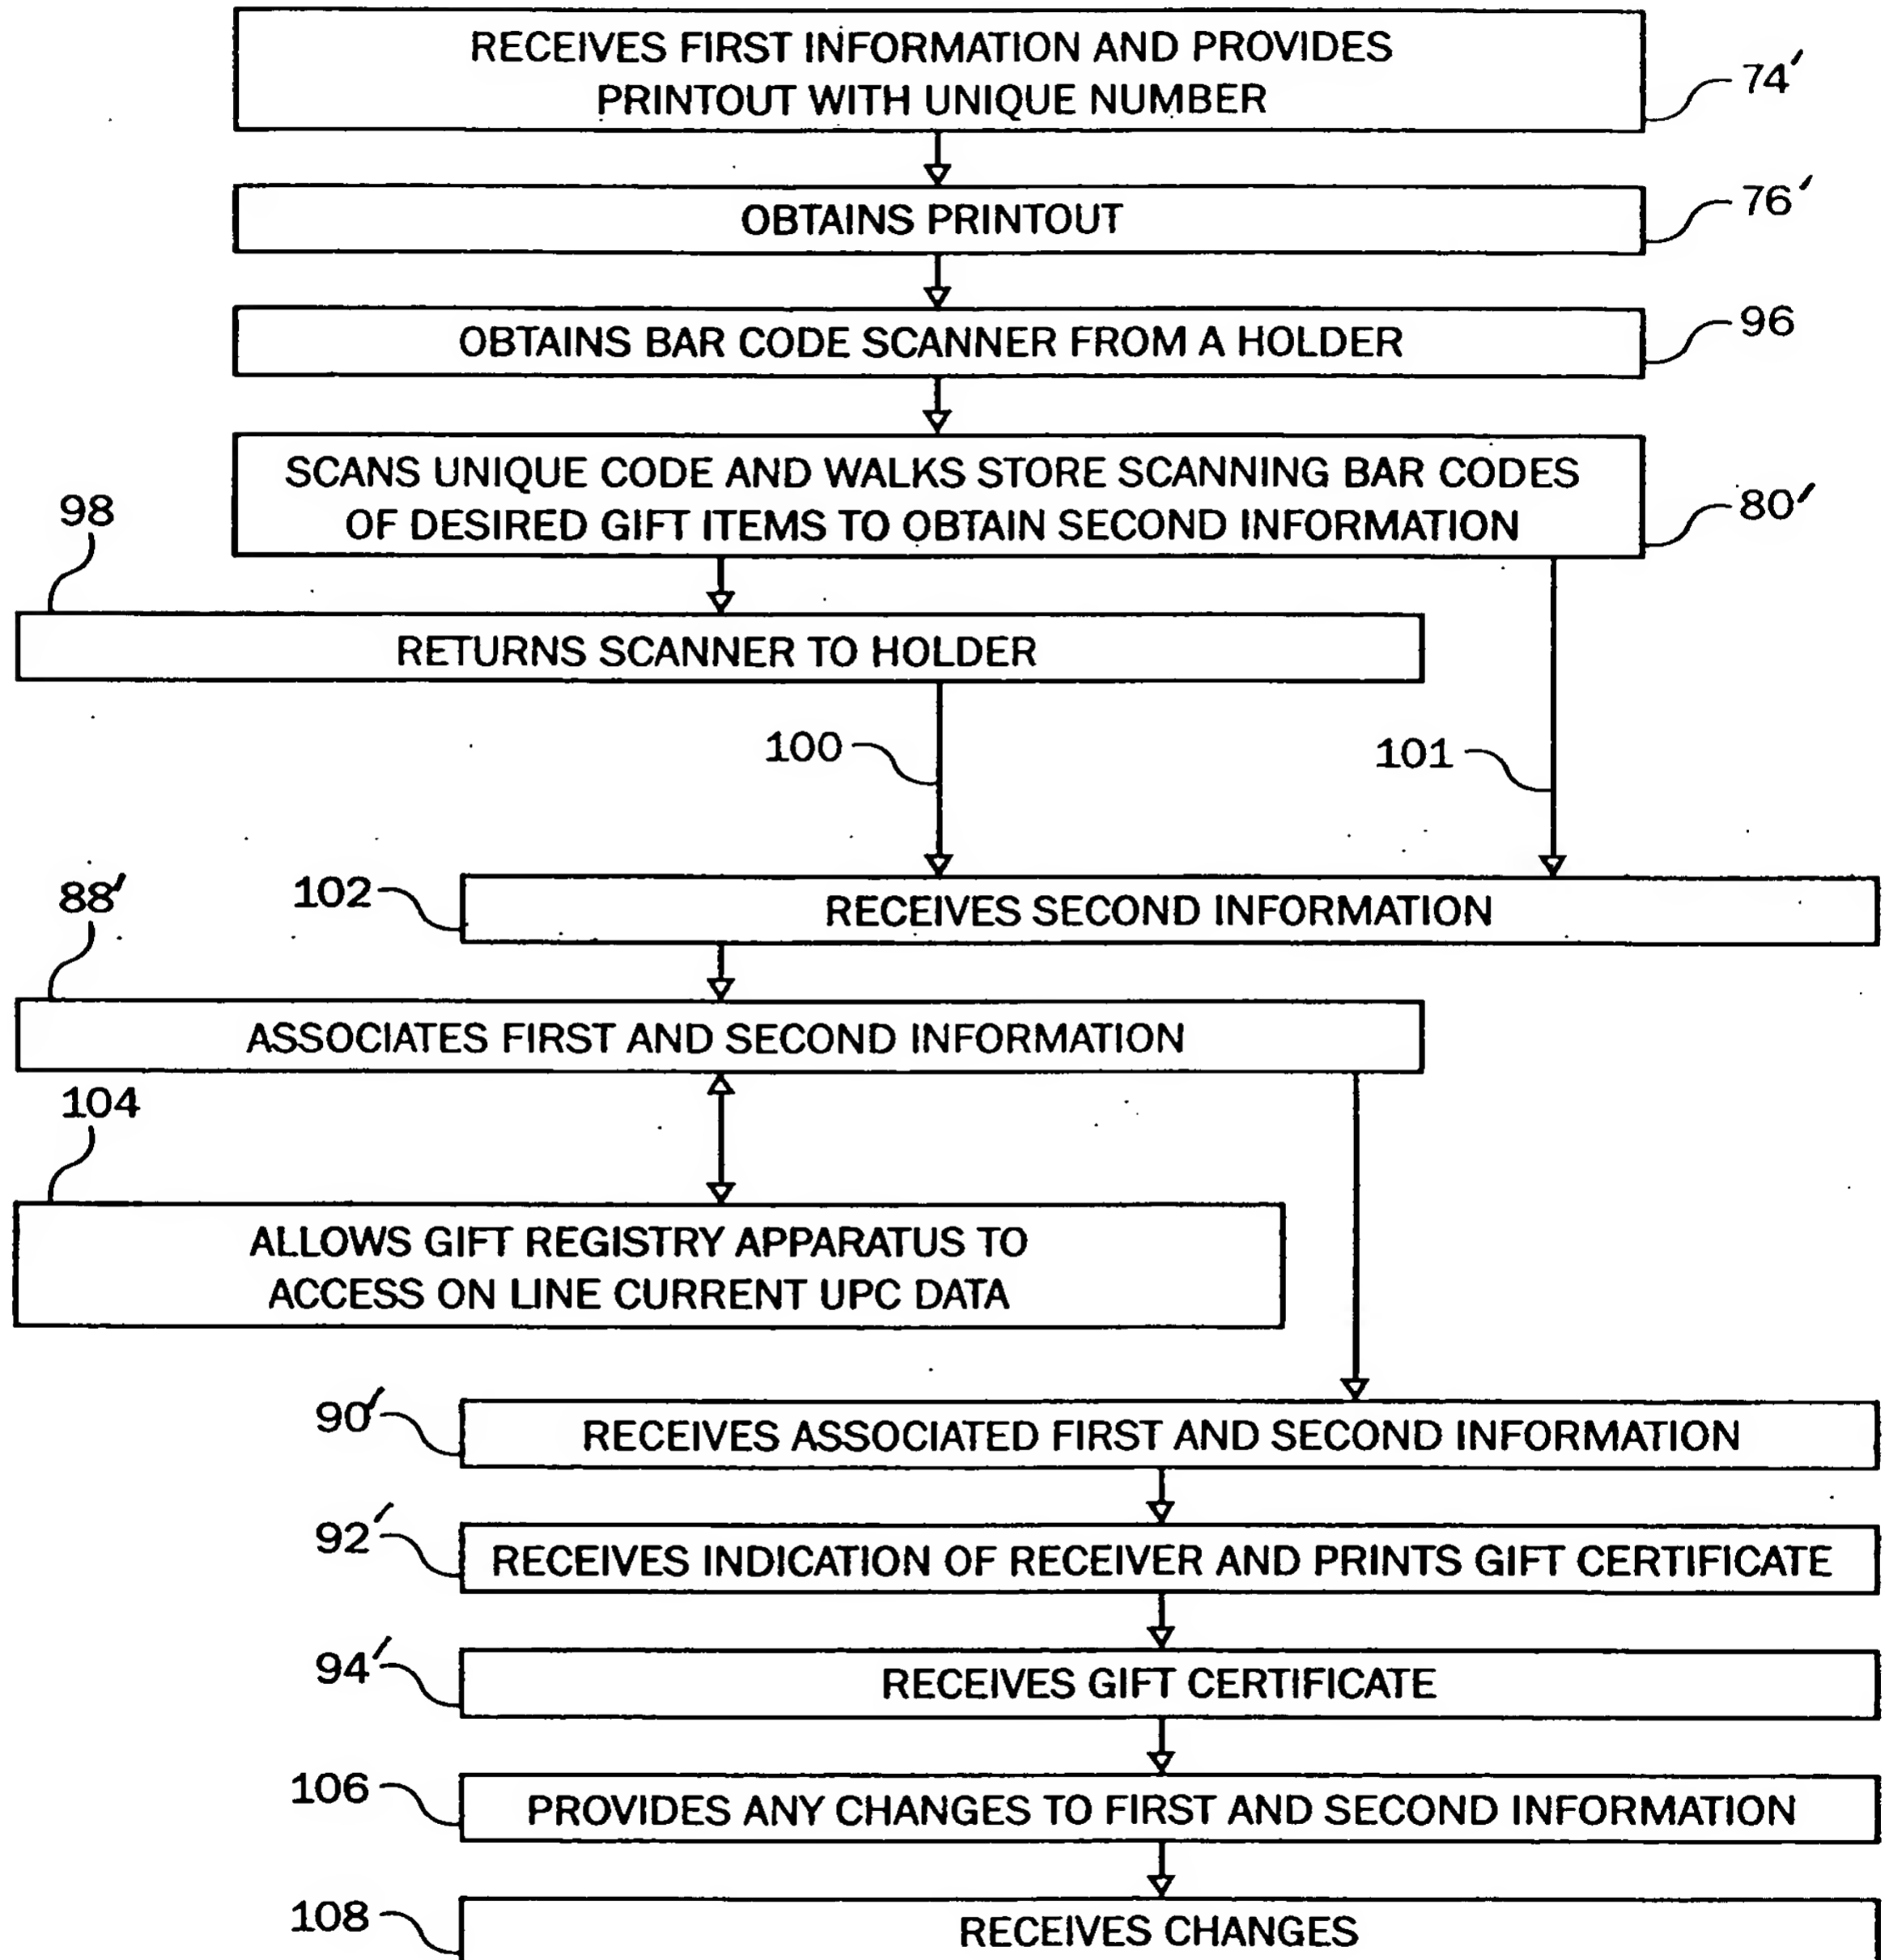 RECEIVES FIRST INFORMATION AND PROVIDES
PRINTOUT WITH UNIQUE NUMBER
74'
OBTAINS PRINTOUT
76'
OBTAINS BAR CODE SCANNER FROM A HOLDER
96
SCANS UNIQUE CODE AND WALKS STORE SCANNING BAR CODES
OF DESIRED GIFT ITEMS TO OBTAIN SECOND INFORMATION
80'
98
RETURNS SCANNER TO HOLDER
100
101
88'
102
RECEIVES SECOND INFORMATION
ASSOCIATES FIRST AND SECOND INFORMATION
104
ALLOWS GIFT REGISTRY APPARATUS TO
ACCESS ON LINE CURRENT UPC DATA
90'
RECEIVES ASSOCIATED FIRST AND SECOND INFORMATION
92'
RECEIVES INDICATION OF RECEIVER AND PRINTS GIFT CERTIFICATE
94'
RECEIVES GIFT CERTIFICATE
106
PROVIDES ANY CHANGES TO FIRST AND SECOND INFORMATION
108
RECEIVES CHANGES